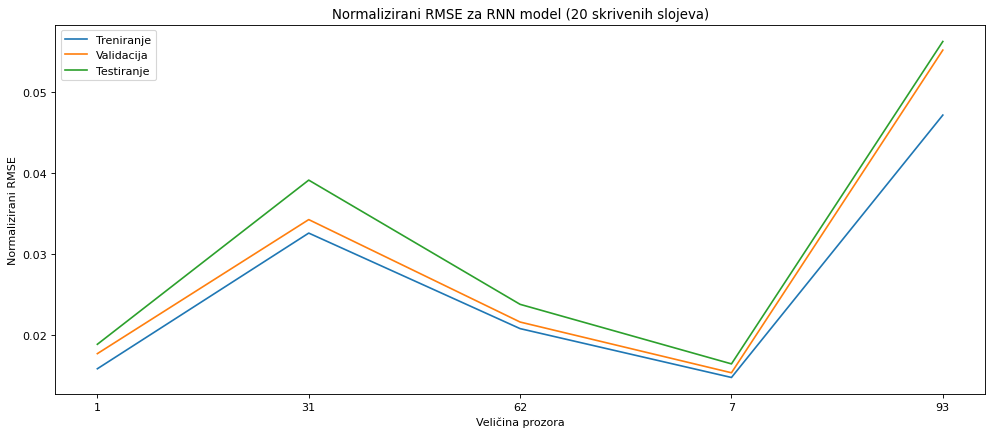 Normalizirani RMSE za RNN model (20 skrivenih slojeva)
Treniranje
Validacija
Testiranje
Normalizirani RMSE
0.05
0.04
0.03
0.02
1
31
62
7
93
Veličina prozora